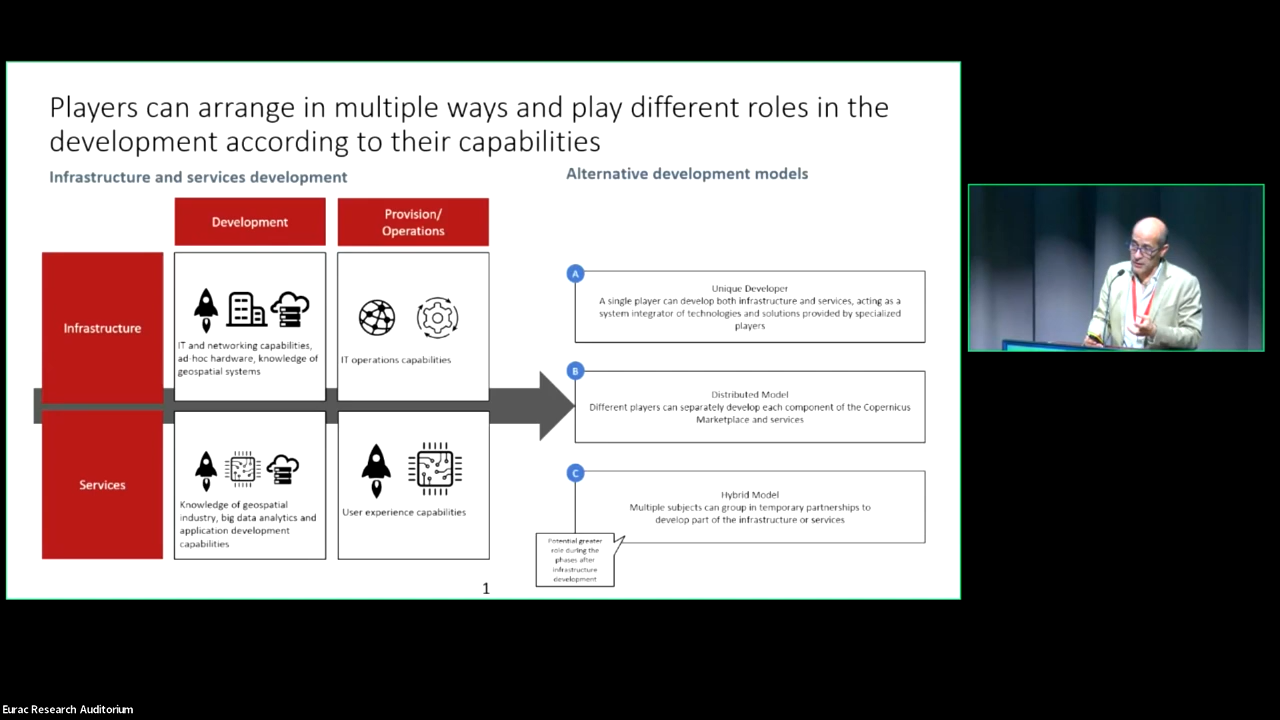 Players can arrange in multiple ways and play different roles in the
development according to their capabilities
Infrastructure and services development
Alternative development models
Development
Provision/
Operations
Infrastructure
IT and networking capabilities,
ad-hoc hardware, knowledge of
geospatial systems
IT operations capabilities
Services
Knowledge of geospatial
industry, big data analytics and
application development
capabilities
User experience capabilities
A
Unique Developer
A single player can develop both infrastructure and services, acting as a
system integrator of technologies and solutions provided by specialized
players
B
Distributed Model
Different players can separately develop each component of the Copernicus
Marketplace and services
C
Hybrid Model
Multiple subjects can group in temporary partnerships to
develop part of the infrastructure or services
Potential greater
role during the
phases after
infrastructure
development
1
Eurac Research Auditorium